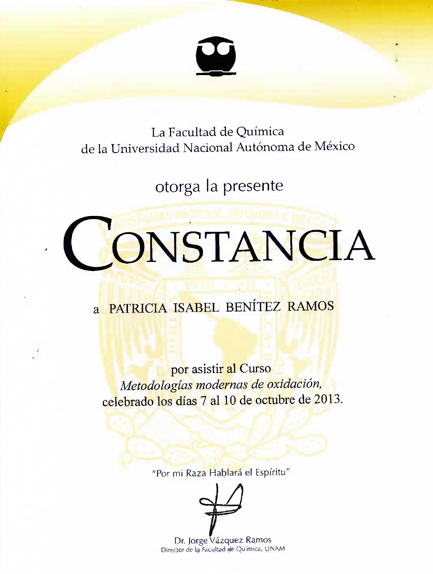 La Facultad de Química
de la Universidad Nacional Autónoma de México
otorga la presente
CONSTANCIA
a PATRICIA ISABEL BENÍTEZ RAMOS
por asistir al Curso
Metodologías modernas de oxidación,
celebrado los días 7 al 10 de octubre de 2013.
"Por mi Raza Hablará el Espíritu"
Dr. Jorge Vázquez Ramos
Director de la Facultad de Química, UNAM